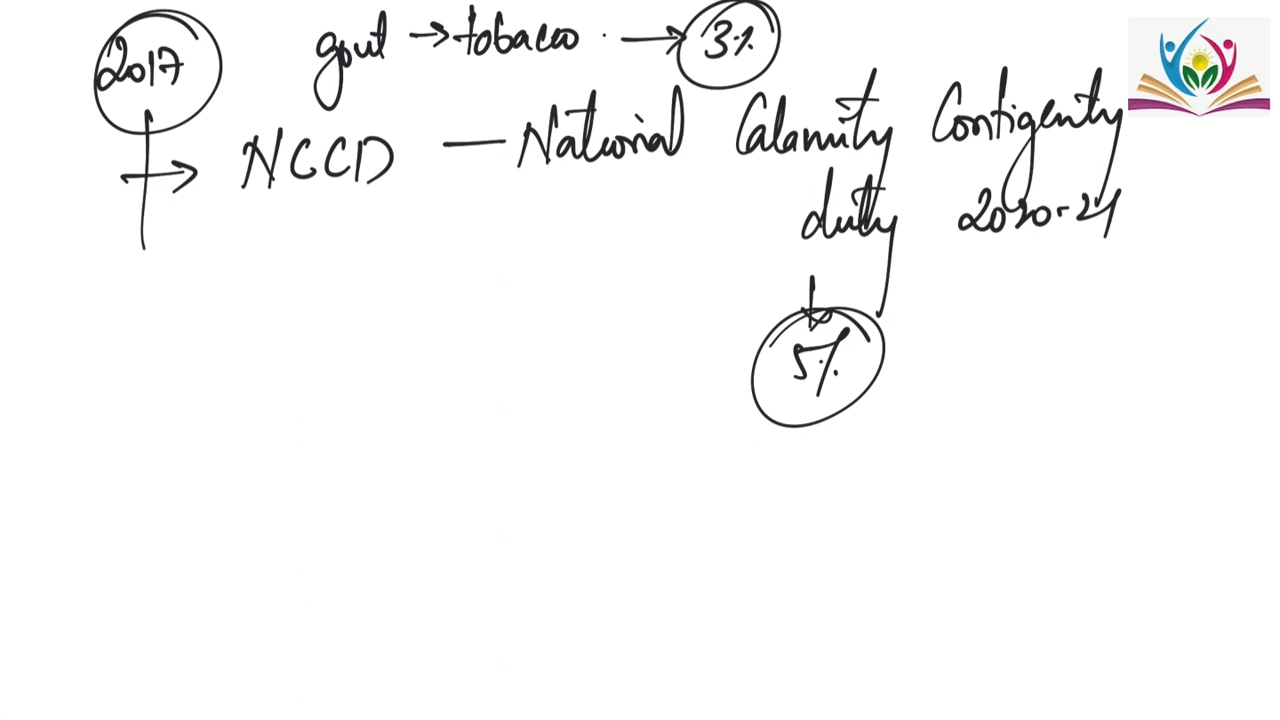 2017 govt → tobacco → 3%
→ NCCD — National Calamity Contigenty
duty 2020-21
5%